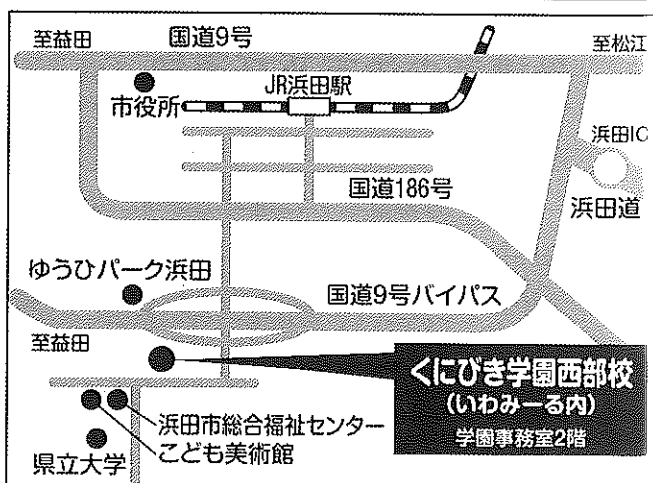 至益田
国道9号
至松江
市役所
JR浜田駅
浜田IC
国道186号
浜田道
ゆうひパーク浜田
国道9号バイパス
至益田
くにびき学園西部校
(いわみーる内)
学園事務室2階
浜田市総合福祉センター
こども美術館
県立大学